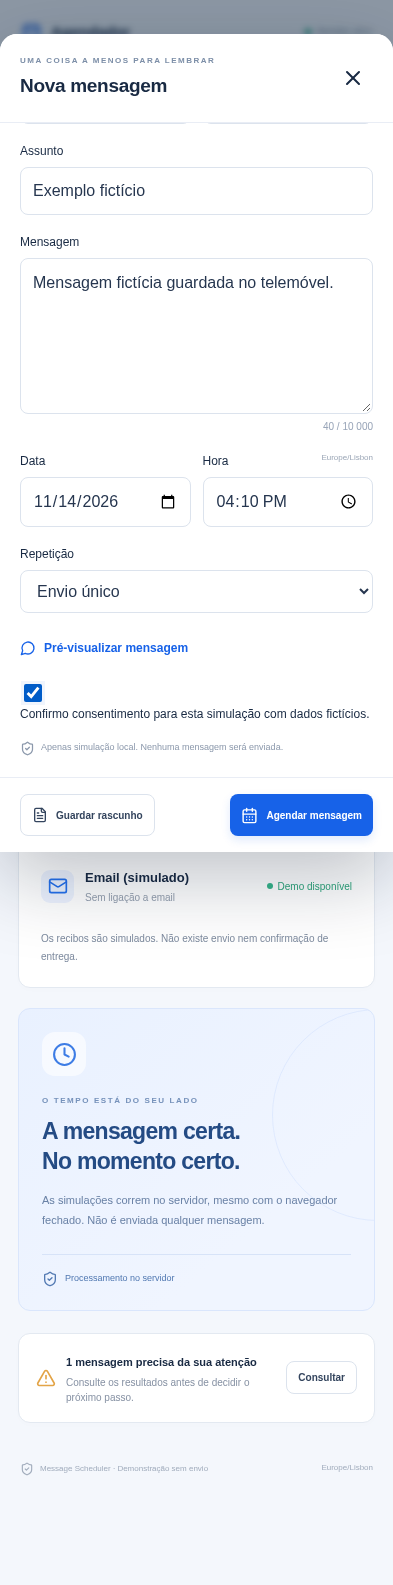 UMA COISA A MENOS PARA LEMBRAR
Nova mensagem
Assunto
Exemplo fictício
Mensagem
Mensagem fictícia guardada no telemóvel.
40 / 10 000
Data
Hora
Europe/Lisbon
11/14/2026
04:10 PM
Repetição
Envio único
Pré-visualizar mensagem
Confirmo consentimento para esta simulação com dados fictícios.
Apenas simulação local. Nenhuma mensagem será enviada.
Guardar rascunho
Agendar mensagem
Email (simulado)
Sem ligação a email
Demo disponível
Os recibos são simulados. Não existe envio nem confirmação de
entrega.
O TEMPO ESTÁ DO SEU LADO
A mensagem certa.
No momento certo.
As simulações correm no servidor, mesmo com o navegador
fechado. Não é enviada qualquer mensagem.
Processamento no servidor
1 mensagem precisa da sua atenção
Consulte os resultados antes de decidir o
próximo passo.
Consultar
Message Scheduler · Demonstração sem envio
Europe/Lisbon